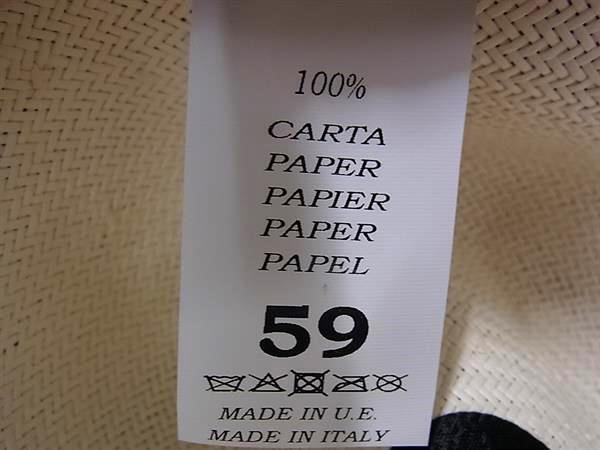 100%
CARTA
PAPER
PAPIER
PAPER
PAPEL
59
MADE IN U.E.
MADE IN ITALY